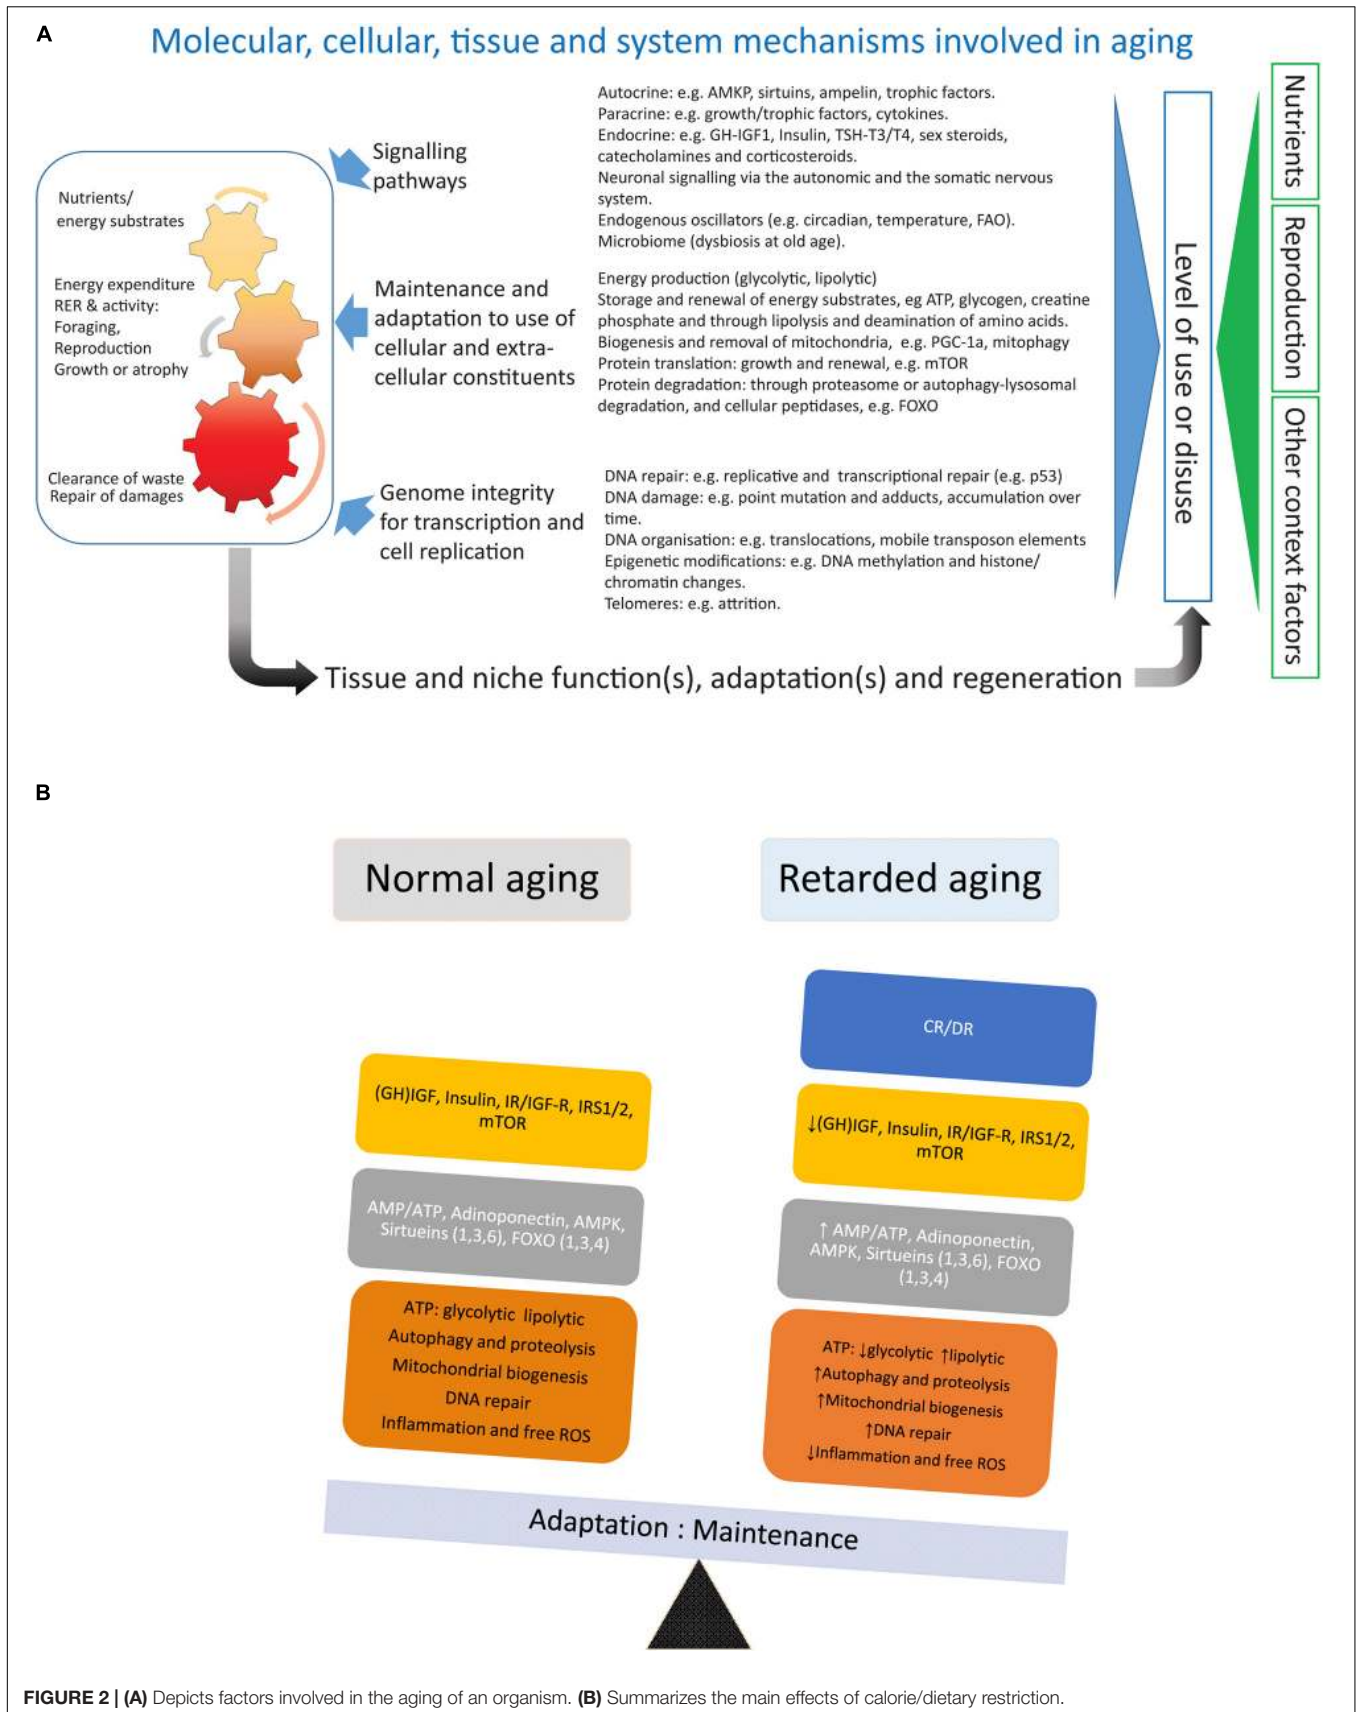 A
Molecular, cellular, tissue and system mechanisms involved in aging
Nutrients/
energy substrates
Energy expenditure
RER & activity:
Foraging,
Reproduction
Growth or atrophy
Clearance of waste
Repair of damages
Signalling
pathways
Autocrine: e.g. AMKP, sirtuins, ampelin, trophic factors.
Paracrine: e.g. growth/trophic factors, cytokines.
Endocrine: e.g. GH-IGF1, Insulin, TSH-T3/T4, sex steroids,
catecholamines and corticosteroids.
Neuronal signalling via the autonomic and the somatic nervous
system.
Endogenous oscillators (e.g. circadian, temperature, FAO).
Microbiome (dysbiosis at old age).
Maintenance and
adaptation to use of
cellular and extra-
cellular constituents
Energy production (glycolytic, lipolytic)
Storage and renewal of energy substrates, eg ATP, glycogen, creatine
phosphate and through lipolysis and deamination of amino acids.
Biogenesis and removal of mitochondria, e.g. PGC-1a, mitophagy
Protein translation: growth and renewal, e.g. mTOR
Protein degradation: through proteasome or autophagy-lysosomal
degradation, and cellular peptidases, e.g. FOXO
Genome integrity
for transcription and
cell replication
DNA repair: e.g. replicative and transcriptional repair (e.g. p53)
DNA damage: e.g. point mutation and adducts, accumulation over
time.
DNA organisation: e.g. translocations, mobile transposon elements
Epigenetic modifications: e.g. DNA methylation and histone/
chromatin changes.
Telomeres: e.g. attrition.
Level of use or disuse
Nutrients
Reproduction
Other context factors
Tissue and niche function(s), adaptation(s) and regeneration
B
Normal aging
(GH)IGF, Insulin, IR/IGF-R, IRS1/2,
mTOR
AMP/ATP, Adinoponectin, AMPK,
Sirtueins (1,3,6), FOXO (1,3,4)
ATP: glycolytic lipolytic
Autophagy and proteolysis
Mitochondrial biogenesis
DNA repair
Inflammation and free ROS
Retarded aging
CR/DR
↓(GH)IGF, Insulin, IR/IGF-R, IRS1/2,
mTOR
↑ AMP/ATP, Adinoponectin,
AMPK, Sirtueins (1,3,6), FOXO
(1,3,4)
ATP: ↓glycolytic ↑lipolytic
↑Autophagy and proteolysis
↑Mitochondrial biogenesis
↑DNA repair
↓Inflammation and free ROS
Adaptation : Maintenance
FIGURE 2 | (A) Depicts factors involved in the aging of an organism. (B) Summarizes the main effects of calorie/dietary restriction.